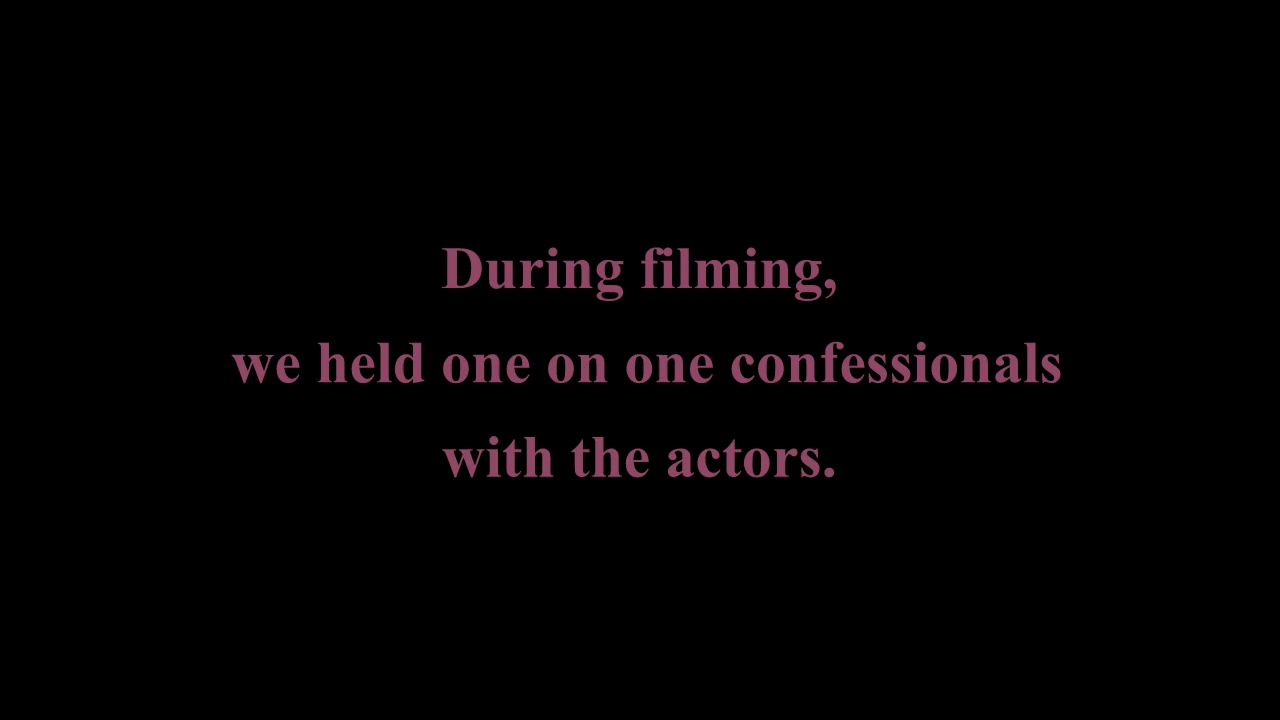 During filming,
we held one on one confessionals
with the actors.